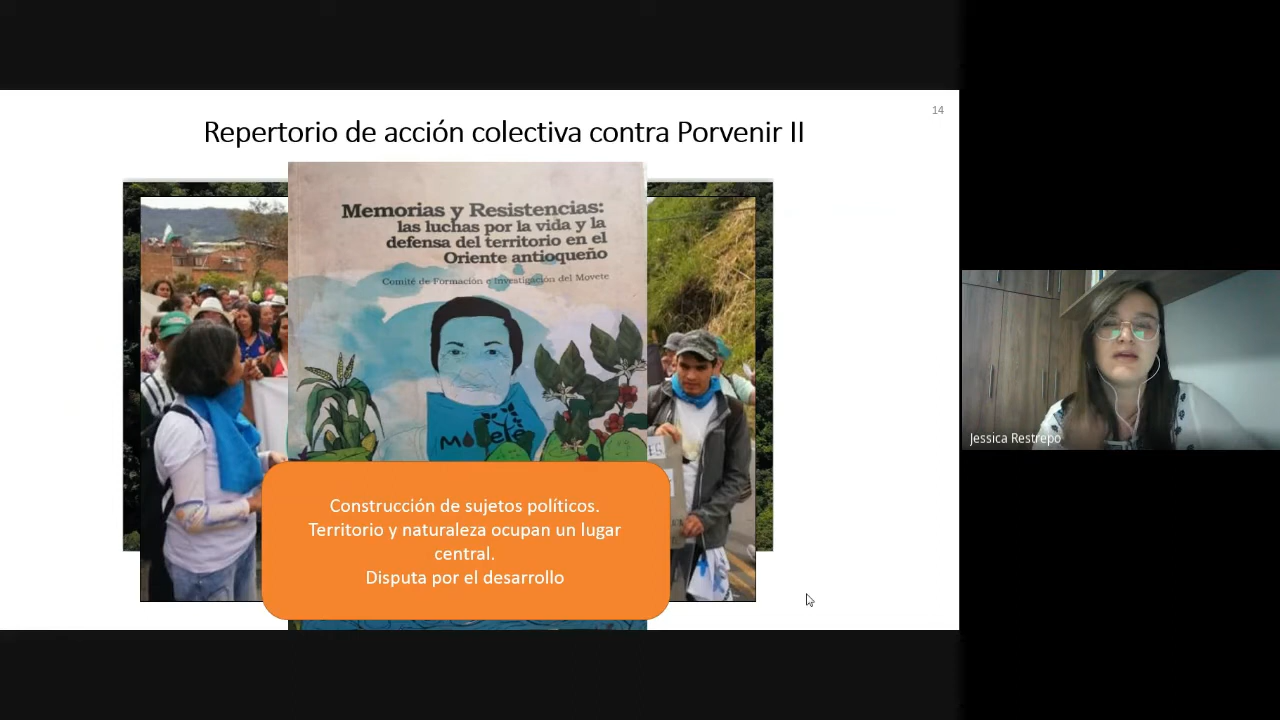 14
Repertorio de acción colectiva contra Porvenir II
Memorias y Resistencias:
las luchas por la vida y la
defensa del territorio en el
Oriente antioqueño
Comité de Formación e Investigación del Movete
MOVETE
Construcción de sujetos políticos.
Territorio y naturaleza ocupan un lugar
central.
Disputa por el desarrollo
Jessica Restrepo